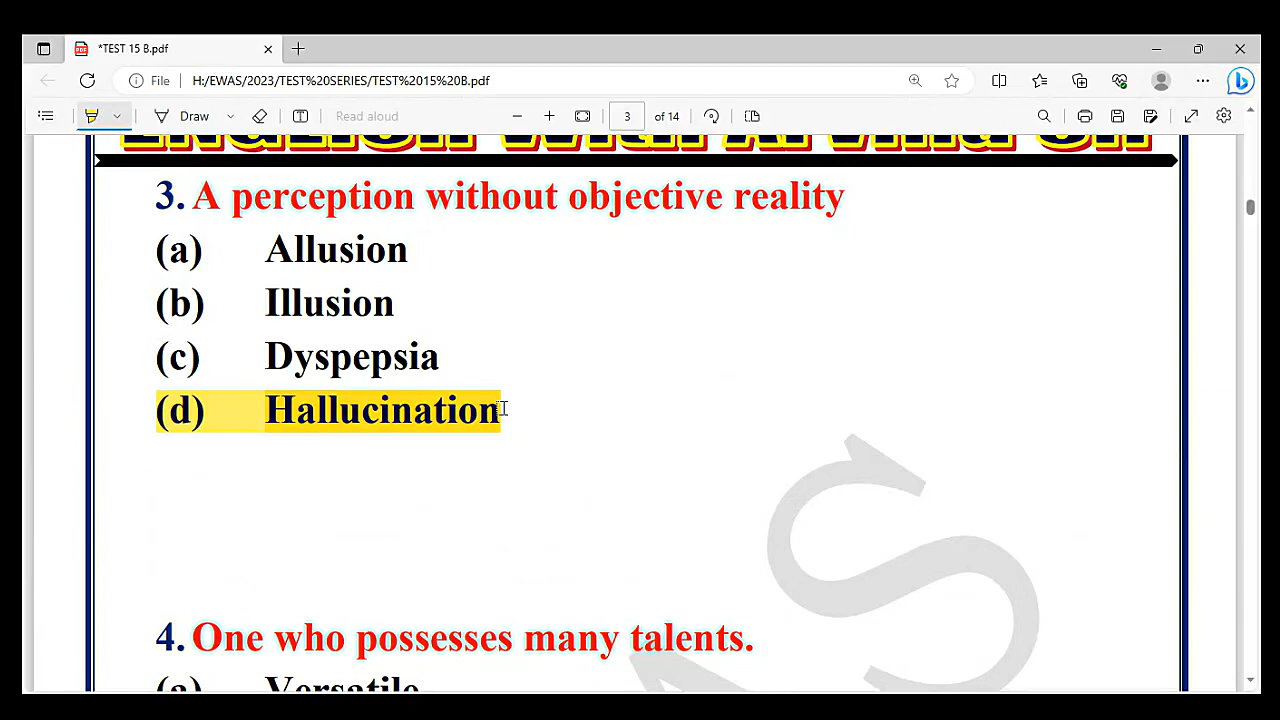 *TEST 15 B.pdf
File H:/EWAS/2023/TEST%20SERIES/TEST%2015%20B.pdf
Draw Read aloud 3 of 14
3. A perception without objective reality
(a) Allusion
(b) Illusion
(c) Dyspepsia
(d) Hallucination
4. One who possesses many talents.
(a) Versatile